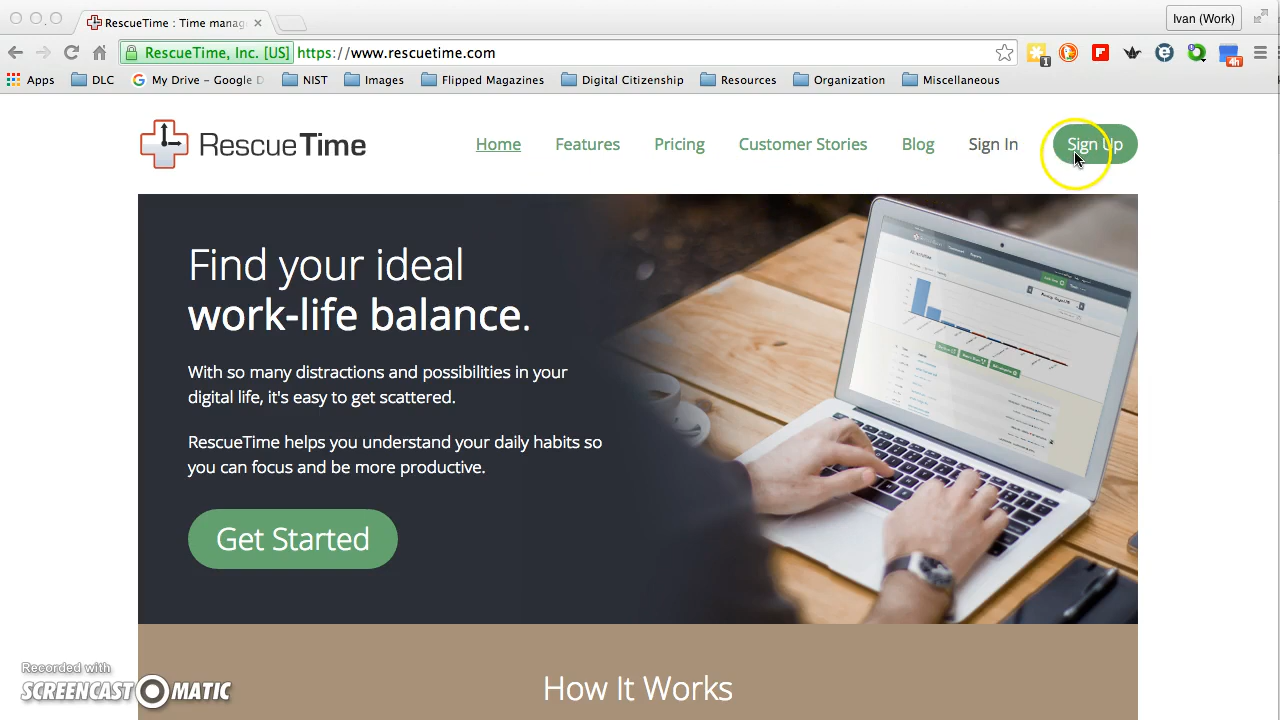 RescueTime : Time manag
Ivan (Work)
RescueTime, Inc. [US] https://www.rescuetime.com
1
4h
Apps DLC My Drive – Google D NIST Images Flipped Magazines Digital Citizenship Resources Organization Miscellaneous
RescueTime
Home Features Pricing Customer Stories Blog Sign In Sign Up
Find your ideal
work-life balance.
With so many distractions and possibilities in your
digital life, it's easy to get scattered.
RescueTime helps you understand your daily habits so
you can focus and be more productive.
Get Started
How It Works
Recorded with
SCREENCAST MATIC